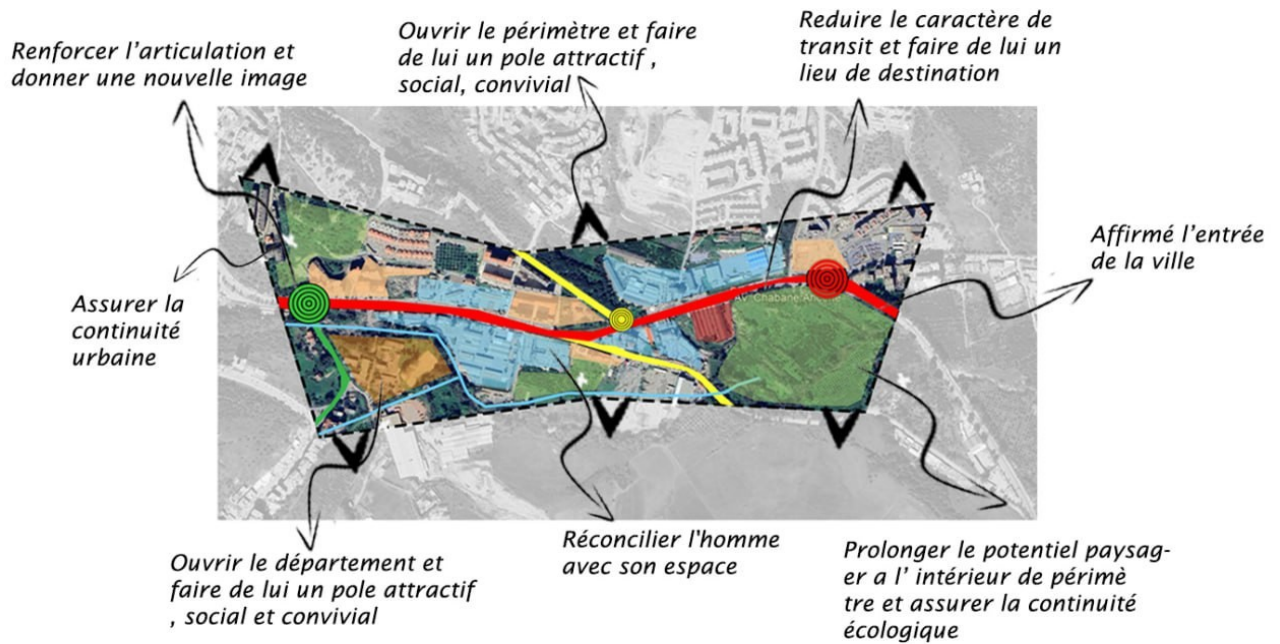 Renforcer l'articulation et
donner une nouvelle image
Ouvrir le périmètre et faire
de lui un pole attractif ,
social, convivial
Reduire le caractère de
transit et faire de lui un
lieu de destination
Affirmé l'entrée
de la ville
Assurer la
continuité
urbaine
AV. Chabane
Ouvrir le département et
faire de lui un pole attractif
, social et convivial
Réconcilier l'homme
avec son espace
Prolonger le potentiel paysag-
er a l' intérieur de périmè
tre et assurer la continuité
écologique